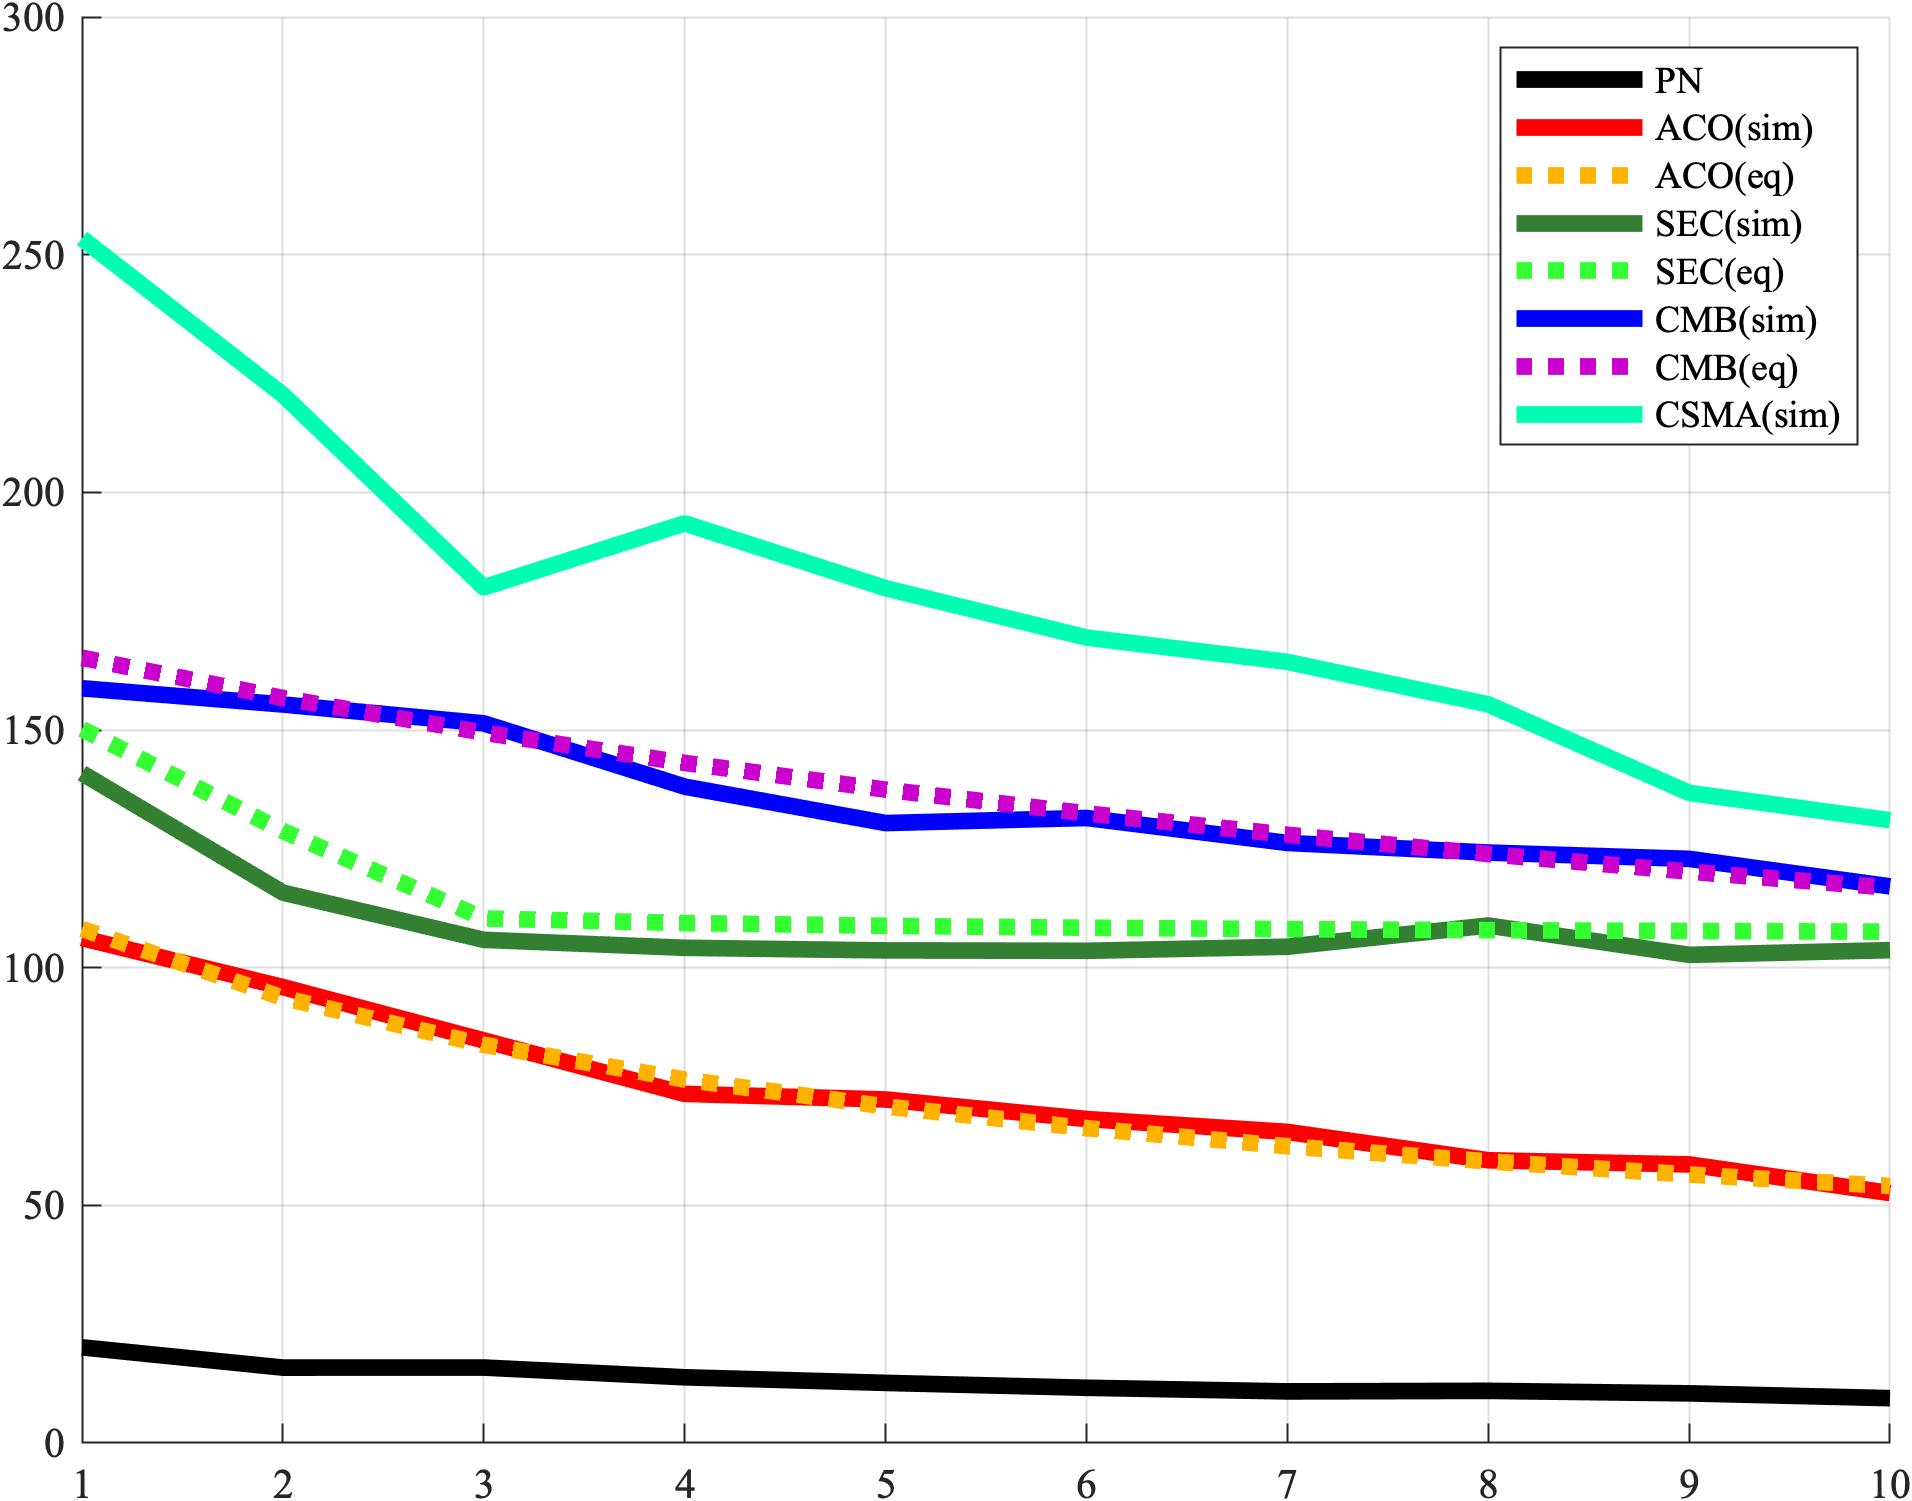 300
250
200
150
100
50
0
1 2 3 4 5 6 7 8 9 10
PN
ACO(sim)
ACO(eq)
SEC(sim)
SEC(eq)
CMB(sim)
CMB(eq)
CSMA(sim)